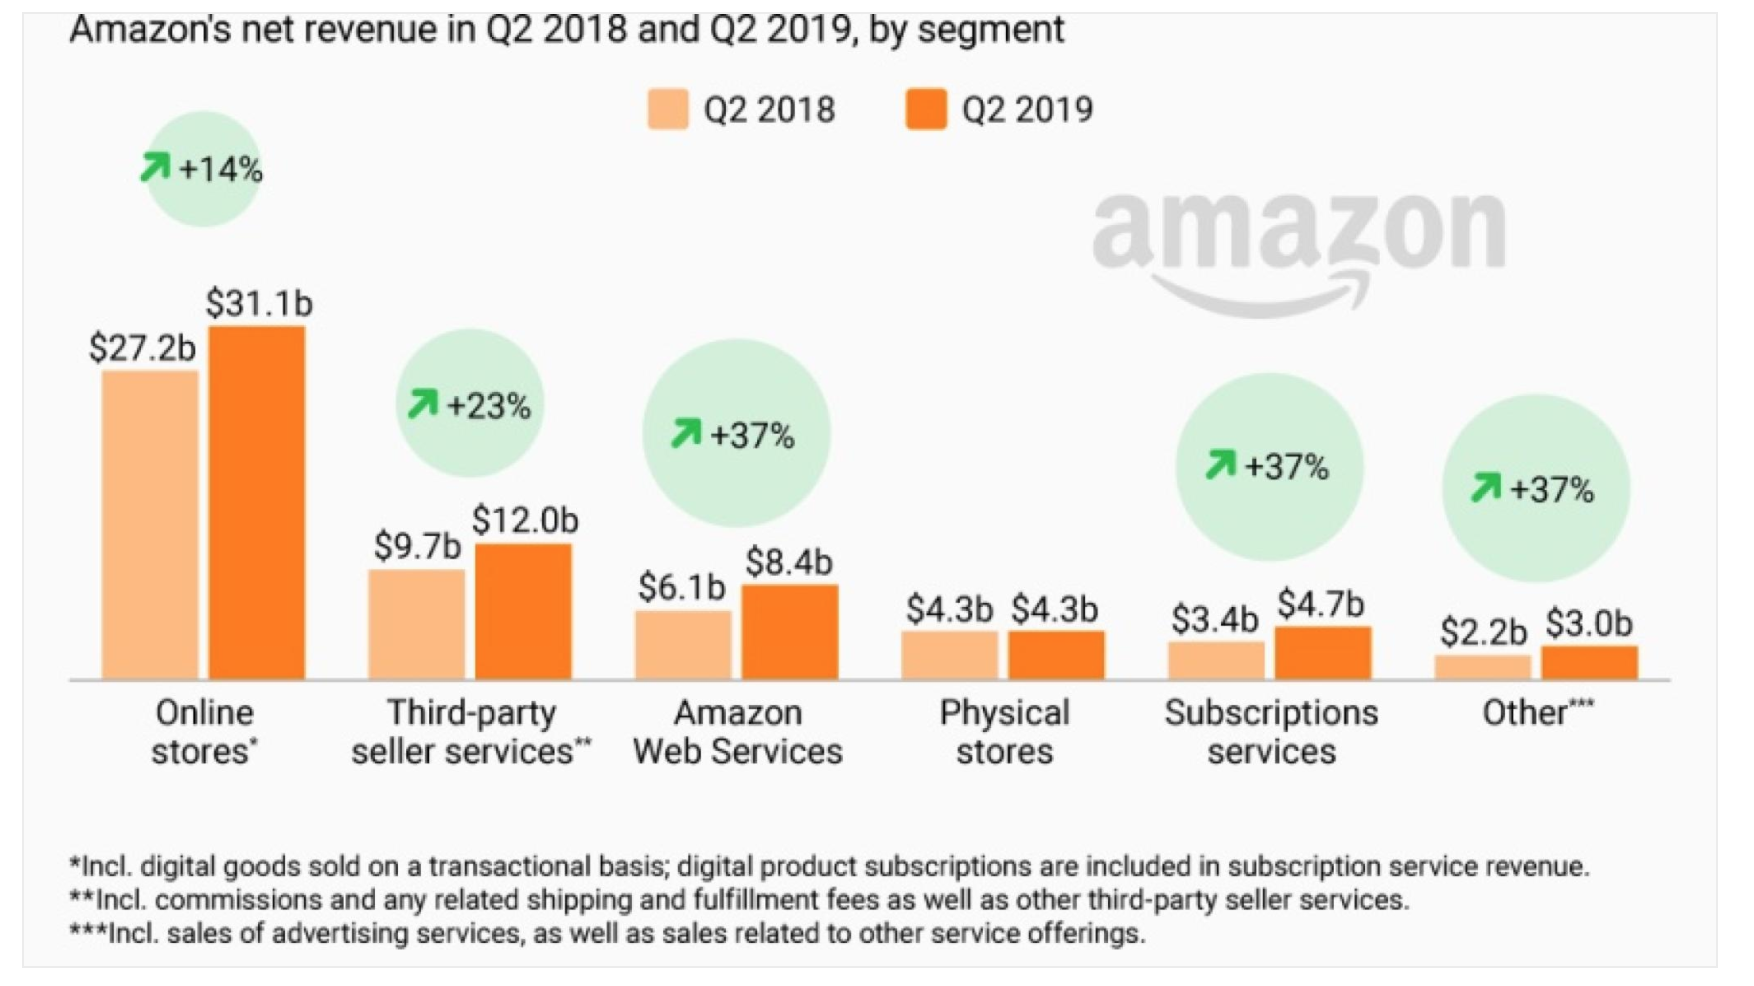 Amazon's net revenue in Q2 2018 and Q2 2019, by segment
Q2 2018 Q2 2019
+14%
amazon
$27.2b $31.1b
+23%
$9.7b $12.0b
+37%
$6.1b $8.4b
$4.3b $4.3b
+37%
$3.4b $4.7b
+37%
$2.2b $3.0b
Online
stores*
Third-party
seller services**
Amazon
Web Services
Physical
stores
Subscriptions
services
Other***
*Incl. digital goods sold on a transactional basis; digital product subscriptions are included in subscription service revenue.
**Incl. commissions and any related shipping and fulfillment fees as well as other third-party seller services.
***Incl. sales of advertising services, as well as sales related to other service offerings.